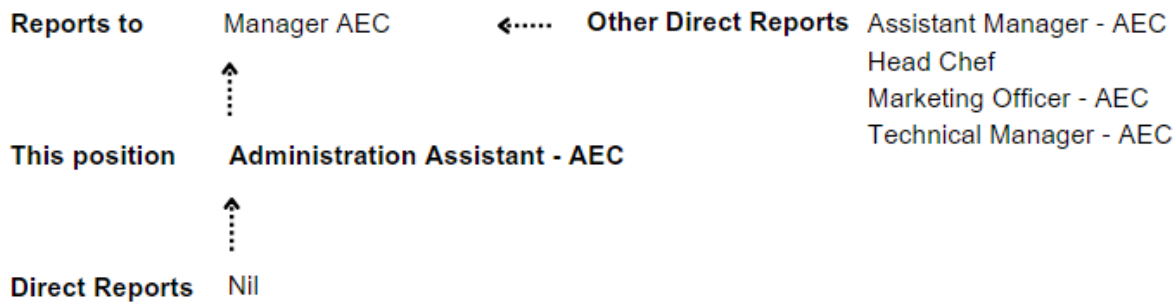 Reports to Manager AEC Other Direct Reports Assistant Manager - AEC
Head Chef
Marketing Officer - AEC
Technical Manager - AEC
This position Administration Assistant - AEC
Direct Reports Nil